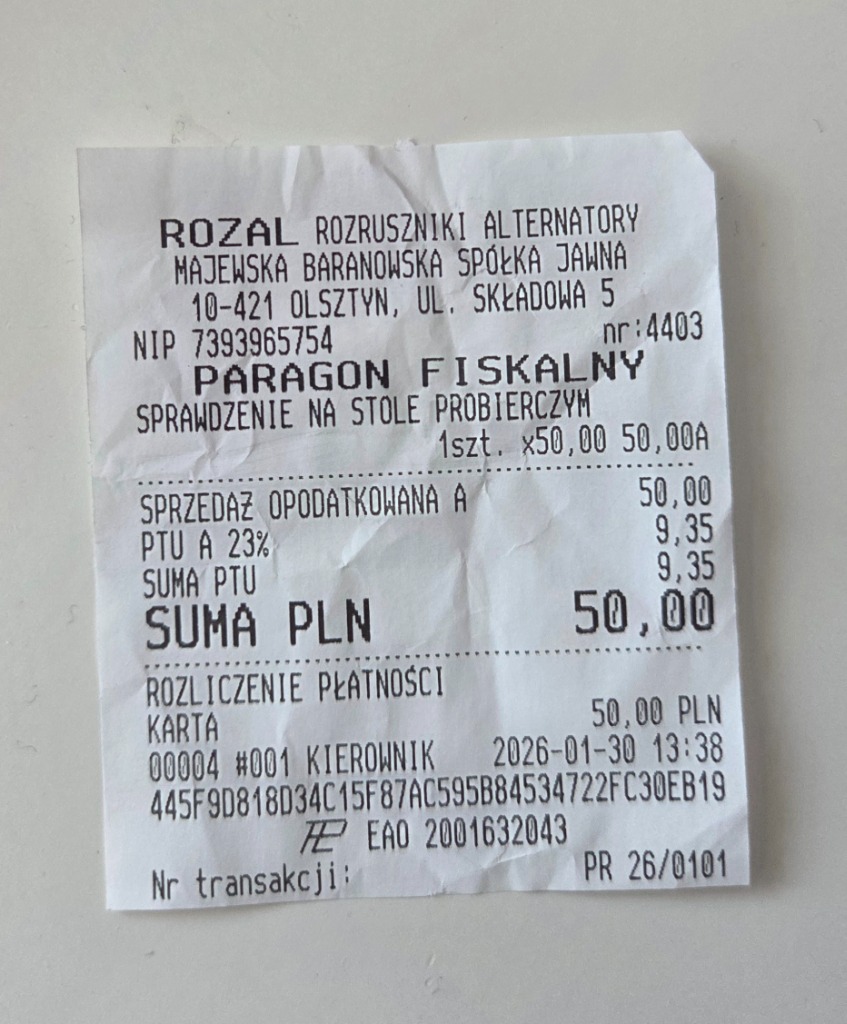 ROZAL ROZRUSZNIKI ALTERNATORY
MAJEWSKA BARANOWSKA SPÓŁKA JAWNA
10-421 OLSZTYN, UL. SKŁADOWA 5
NIP 7393965754 nr:4403
PARAGON FISKALNY
SPRAWDZENIE NA STOLE PROBIERCZYM
1szt. x50,00 50,00A
SPRZEDAŻ OPODATKOWANA A 50,00
PTU A 23% 9,35
SUMA PTU 9,35
SUMA PLN 50,00
ROZLICZENIE PŁATNOŚCI
KARTA 50,00 PLN
00004 #001 KIEROWNIK 2026-01-30 13:38
445F9D818D34C15F87AC595B84534722FC30EB19
EAO 2001632043
Nr transakcji: PR 26/0101